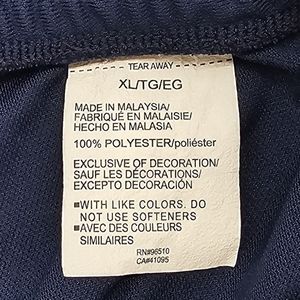 TEAR AWAY
XL/TG/EG
MADE IN MALAYSIA/
FABRIQUÉ EN MALAISIE/
HECHO EN MALASIA
100% POLYESTER/poliéster
EXCLUSIVE OF DECORATION/
SAUF LES DÉCORATIONS/
EXCEPTO DECORACIÓN
■WITH LIKE COLORS. DO
NOT USE SOFTENERS
■AVEC DES COULEURS
SIMILAIRES
RN#96510
CA#41095